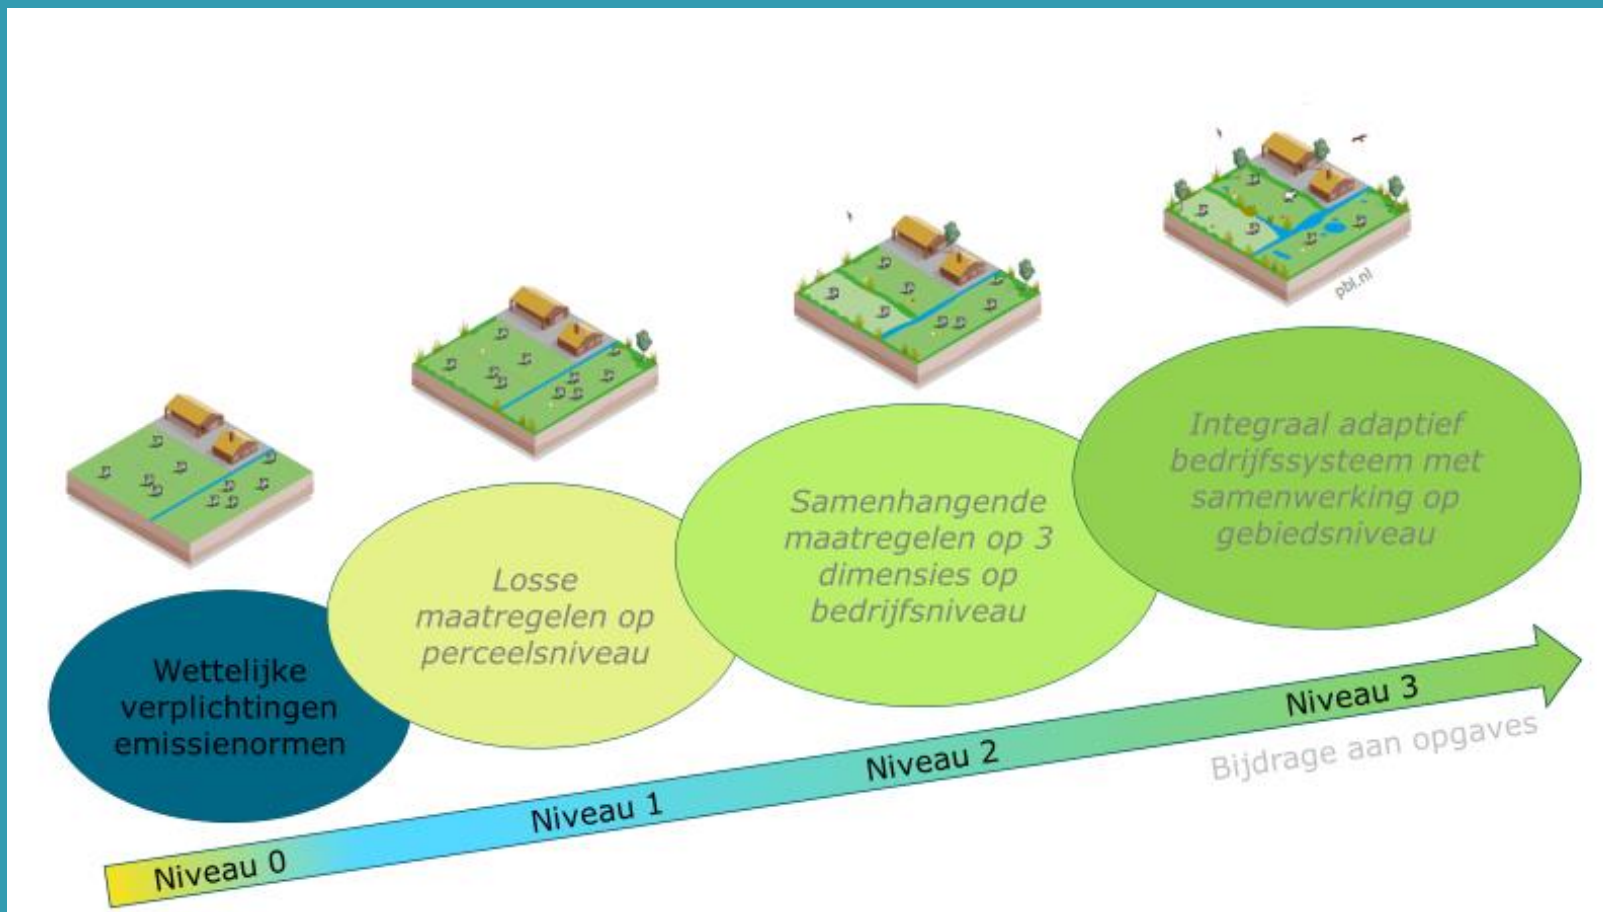 pbl.nl
Integraal adaptief
bedrijfssysteem met
samenwerking op
gebiedsniveau
Samenhangende
maatregelen op 3
dimensies op
bedrijfsniveau
Losse
maatregelen op
perceelsniveau
Wettelijke
verplichtingen
emissienormen
Niveau 0
Niveau 1
Niveau 2
Niveau 3
Bijdrage aan opgaves